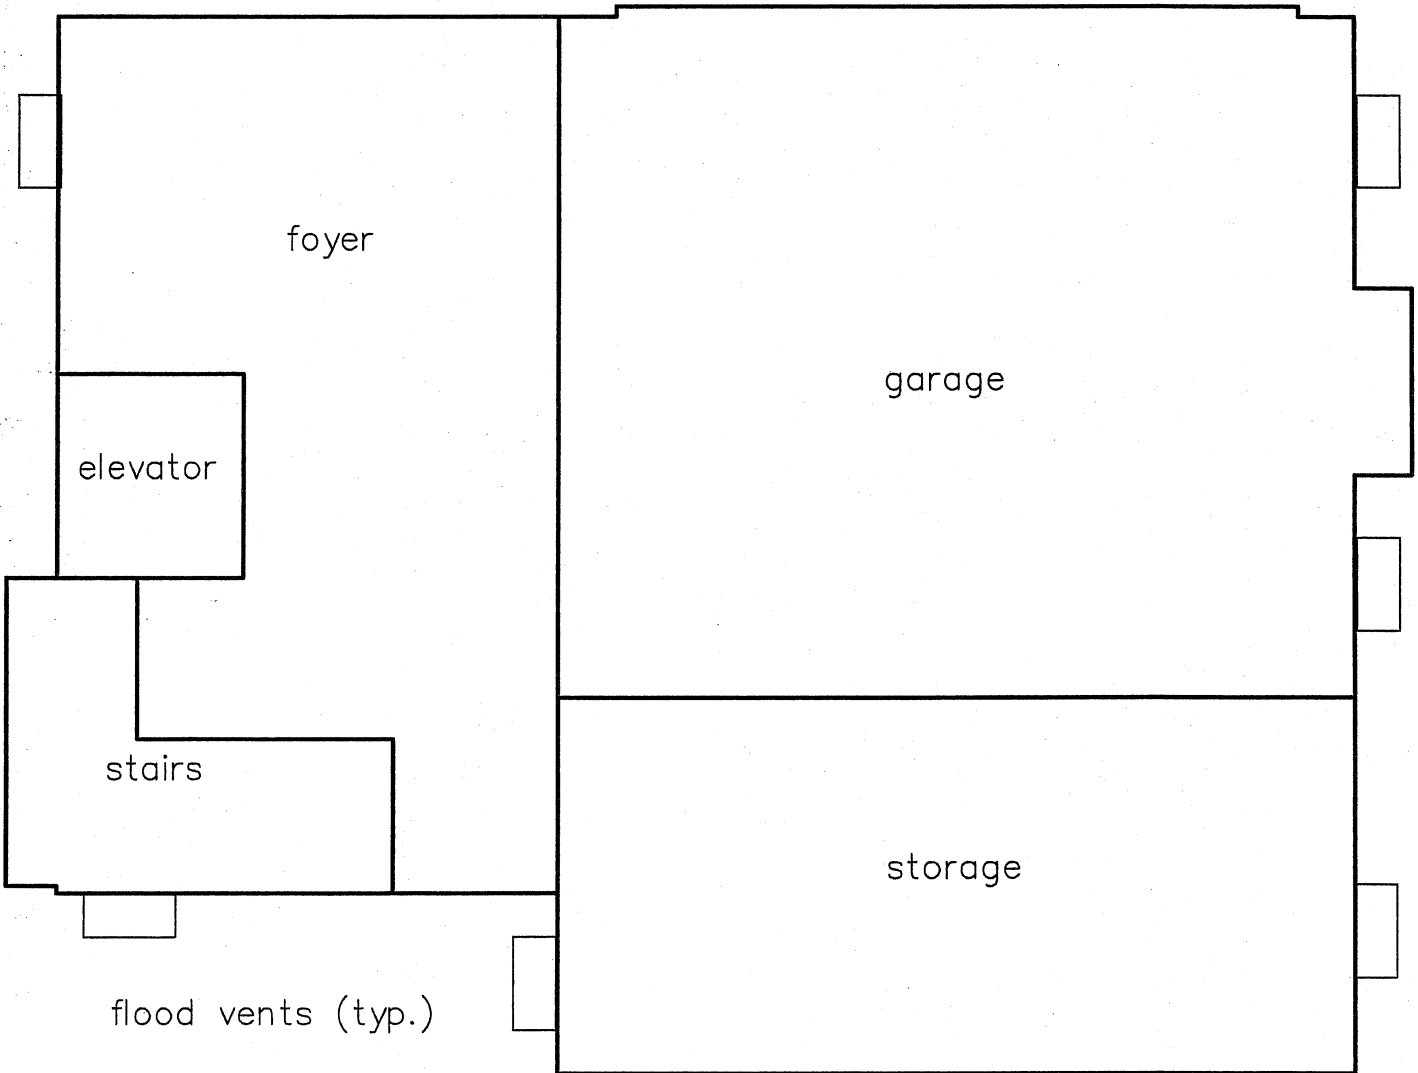 foyer
garage
elevator
stairs
storage
flood vents (typ.)